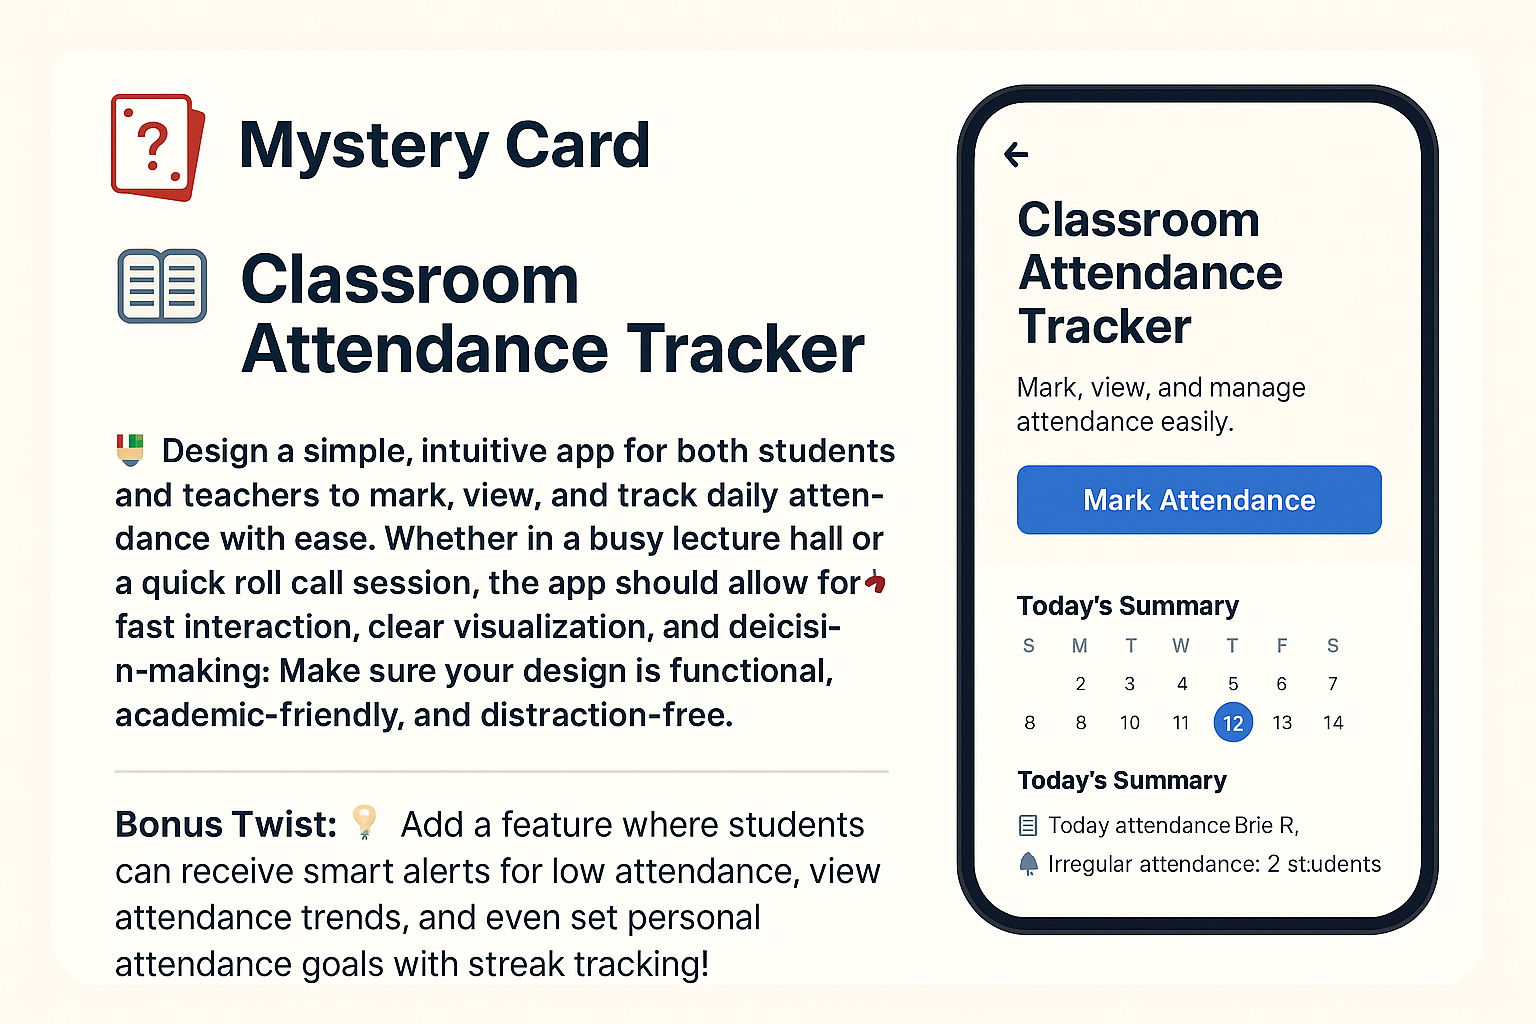 ?
Mystery Card
Classroom
Attendance Tracker
Design a simple, intuitive app for both students
and teachers to mark, view, and track daily atten-
dance with ease. Whether in a busy lecture hall or
a quick roll call session, the app should allow for
fast interaction, clear visualization, and deicisi-
n-making: Make sure your design is functional,
academic-friendly, and distraction-free.
Bonus Twist: Add a feature where students
can receive smart alerts for low attendance, view
attendance trends, and even set personal
attendance goals with streak tracking!
Classroom
Attendance
Tracker
Mark, view, and manage
attendance easily.
Mark Attendance
Today's Summary
S M T W T F S
2 3 4 5 6 7
8 8 10 11 12 13 14
Today's Summary
Today attendance Brie R,
Irregular attendance: 2 st.udents